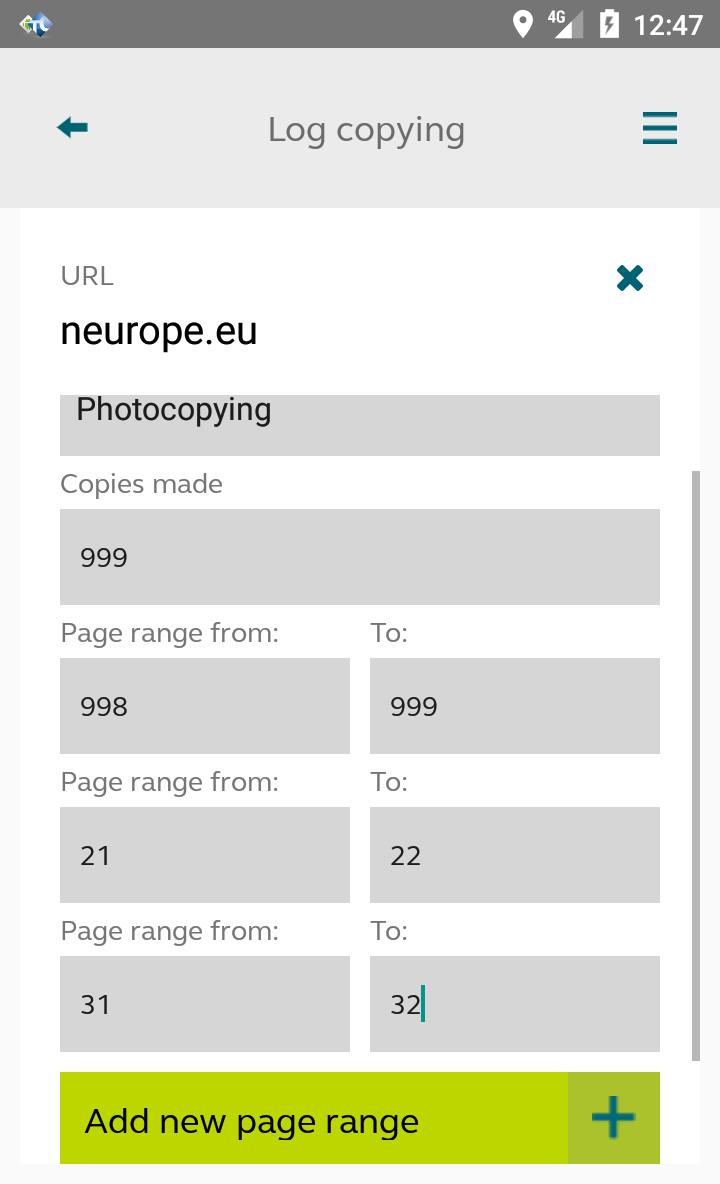 4G 12:47
Log copying
URL
neurope.eu
Photocopying
Copies made
999
Page range from: To:
998 999
Page range from: To:
21 22
Page range from: To:
31 32
Add new page range